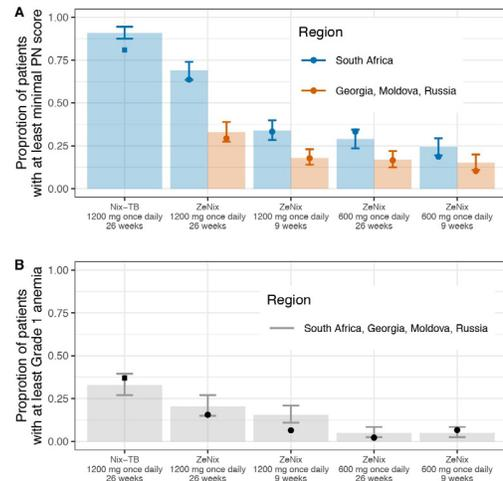 A
Poproption of patients
with at least minimal PN score
1.00
0.75
0.50
0.25
0.00
Region
South Africa
Georgia, Moldova, Russia
Nix−TB
1200 mg once daily
26 weeks
ZeNix
1200 mg once daily
26 weeks
ZeNix
1200 mg once daily
9 weeks
ZeNix
600 mg once daily
26 weeks
ZeNix
600 mg once daily
9 weeks
B
Poproption of patients
with at least Grade 1 anemia
1.00
0.75
0.50
0.25
0.00
Region
South Africa, Georgia, Moldova, Russia
Nix−TB
1200 mg once daily
26 weeks
ZeNix
1200 mg once daily
26 weeks
ZeNix
1200 mg once daily
9 weeks
ZeNix
600 mg once daily
26 weeks
ZeNix
600 mg once daily
9 weeks